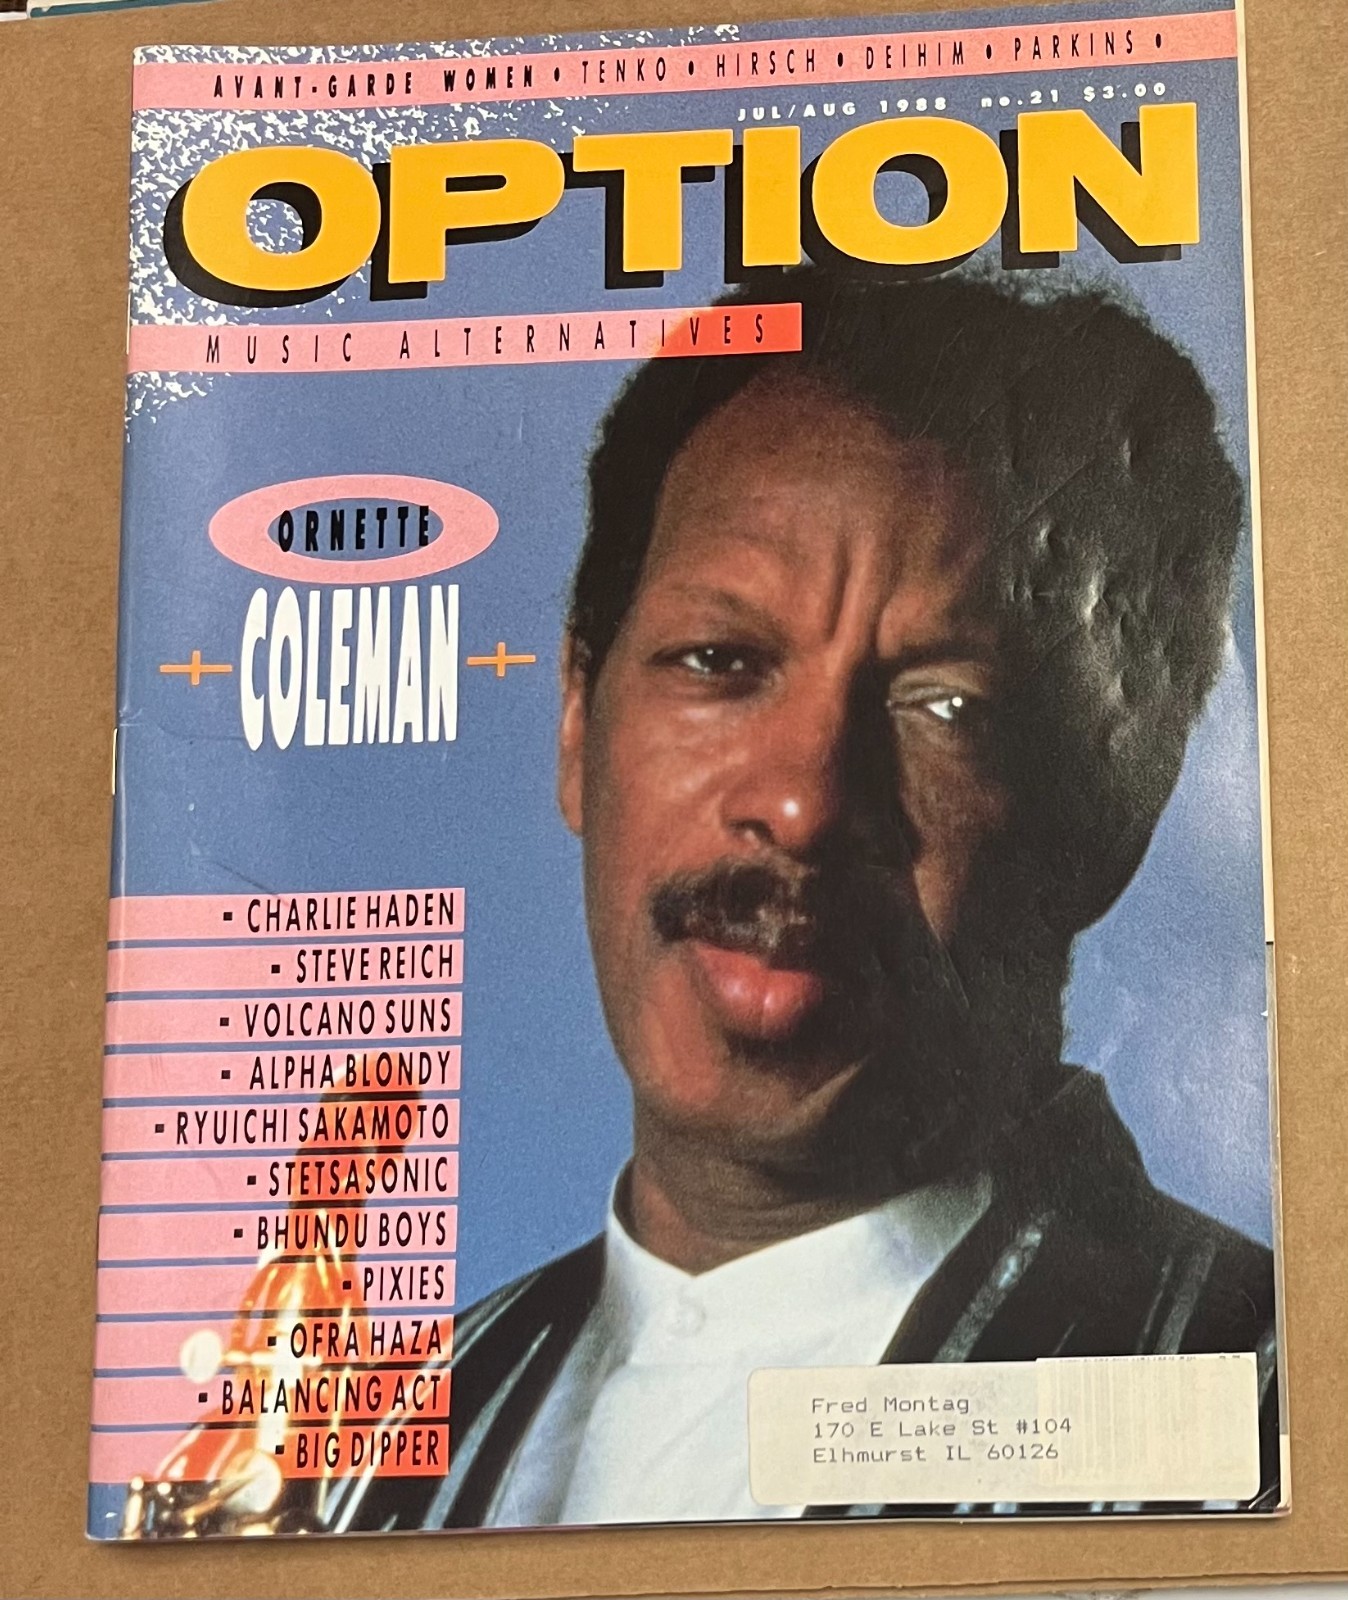 AVANT-GARDE WOMEN • TENKO • HIRSCH • DEIHIM • PARKINS •
JUL/AUG 1988 no.21 $3.00
OPTION
MUSIC ALTERNATIVES
ORNETTE
COLEMAN
- CHARLIE HADEN
- STEVE REICH
- VOLCANO SUNS
- ALPHA BLONDY
- RYUICHI SAKAMOTO
- STETSASONIC
- BHUNDU BOYS
- PIXIES
- OFRA HAZA
- BALANCING ACT
- BIG DIPPER
Fred Montag
170 E Lake St #104
Elhmurst IL 60126